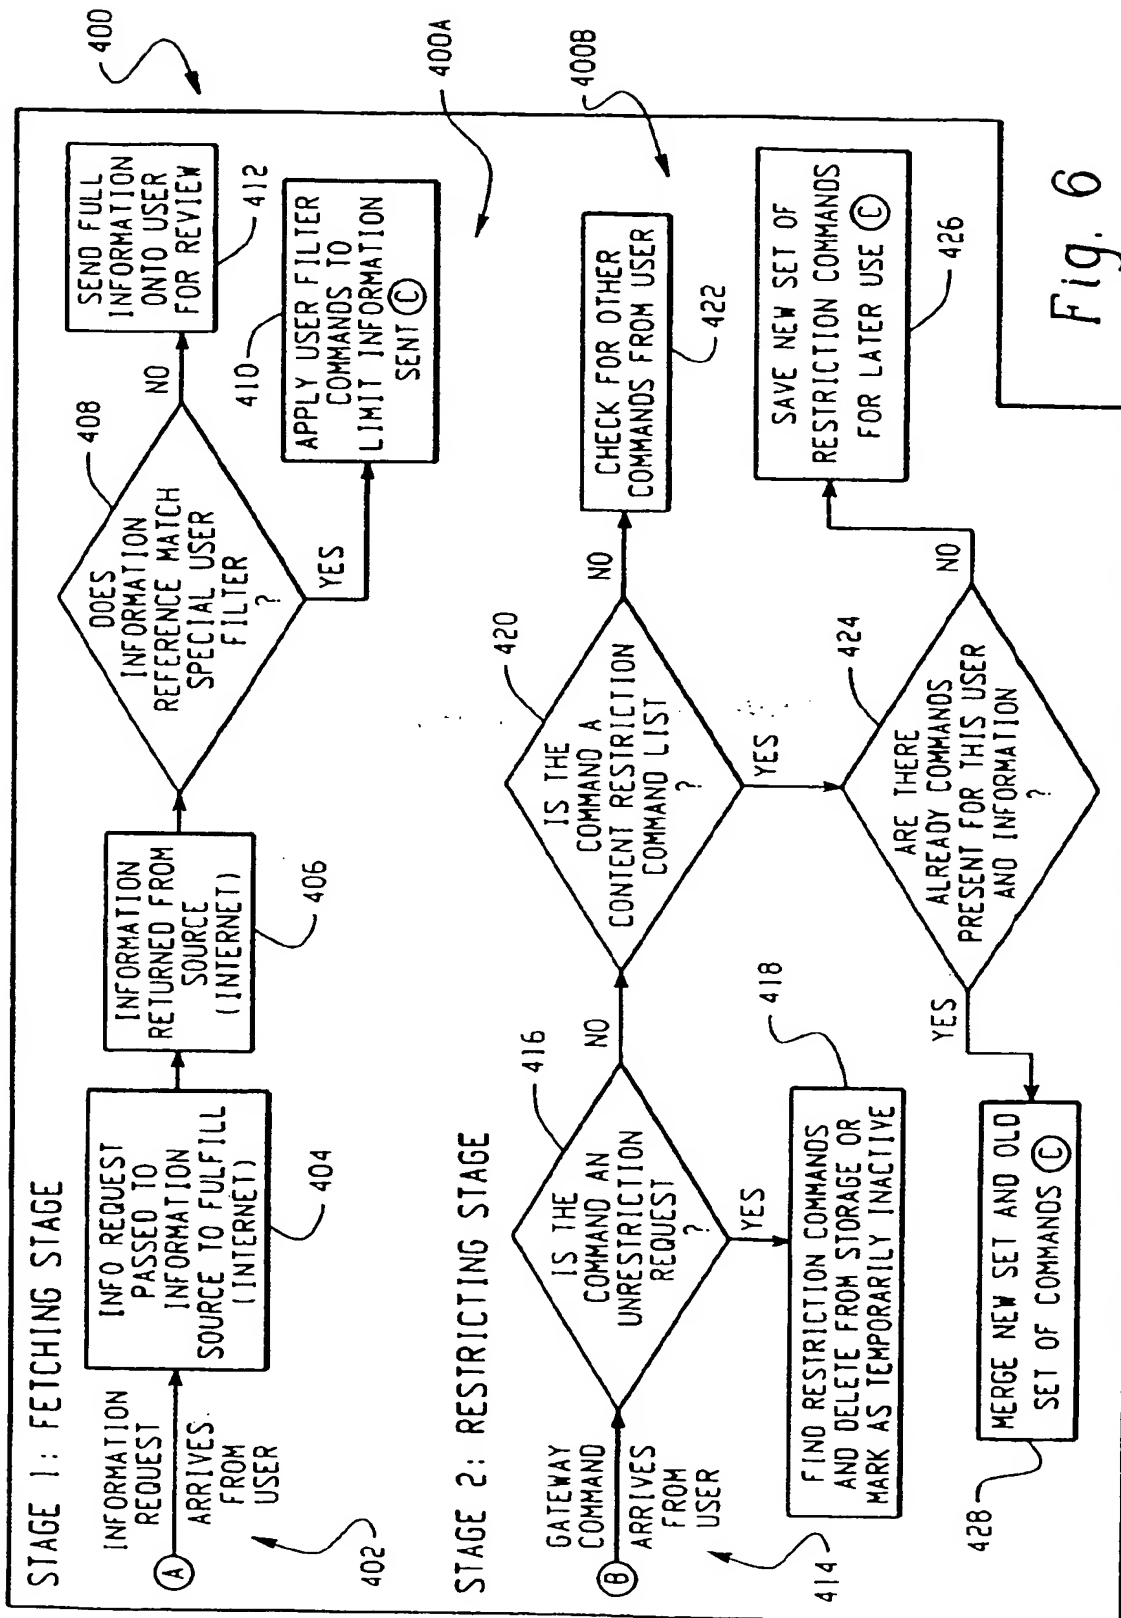 400
STAGE 1: FETCHING STAGE
INFORMATION
REQUEST
A
ARRIVES
FROM
USER
402
INFO REQUEST
PASSED TO
INFORMATION
SOURCE TO FULFILL
(INTERNET)
404
INFORMATION
RETURNED FROM
SOURCE
(INTERNET)
406
DOES
INFORMATION
REFERENCE MATCH
SPECIAL USER
FILTER
?
408
NO
SEND FULL
INFORMATION
ONTO USER
FOR REVIEW
412
YES
410
APPLY USER FILTER
COMMANDS TO
LIMIT INFORMATION
SENT C
400A
STAGE 2: RESTRICTING STAGE
400B
GATEWAY
COMMAND
B
ARRIVES
FROM
USER
414
IS THE
COMMAND AN
UNRESTRICTION
REQUEST
?
416
NO
YES
FIND RESTRICTION COMMANDS
AND DELETE FROM STORAGE OR
MARK AS TEMPORARILY INACTIVE
418
IS THE
COMMAND A
CONTENT RESTRICTION
COMMAND LIST
?
420
NO
CHECK FOR OTHER
COMMANDS FROM USER
422
YES
ARE THERE
ALREADY COMMANDS
PRESENT FOR THIS USER
AND INFORMATION
?
424
NO
SAVE NEW SET OF
RESTRICTION COMMANDS
FOR LATER USE C
426
YES
MERGE NEW SET AND OLD
SET OF COMMANDS C
428
Fig. 6